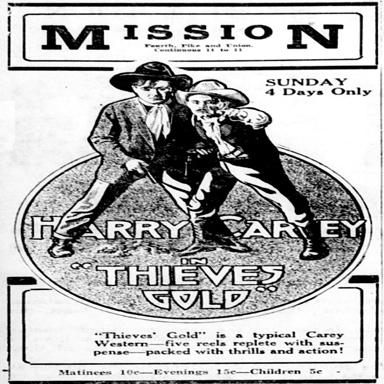 MISSION
Fourth, Pike and Union.
Continuous 11 to 11
SUNDAY
4 Days Only
HARRY CAREY
IN
"THIEVES
GOLD"
"Thieves' Gold" is a typical Carey
Western—five reels replete with sus-
pense—packed with thrills and action!
Matinees 10c—Evenings 15c—Children 5c